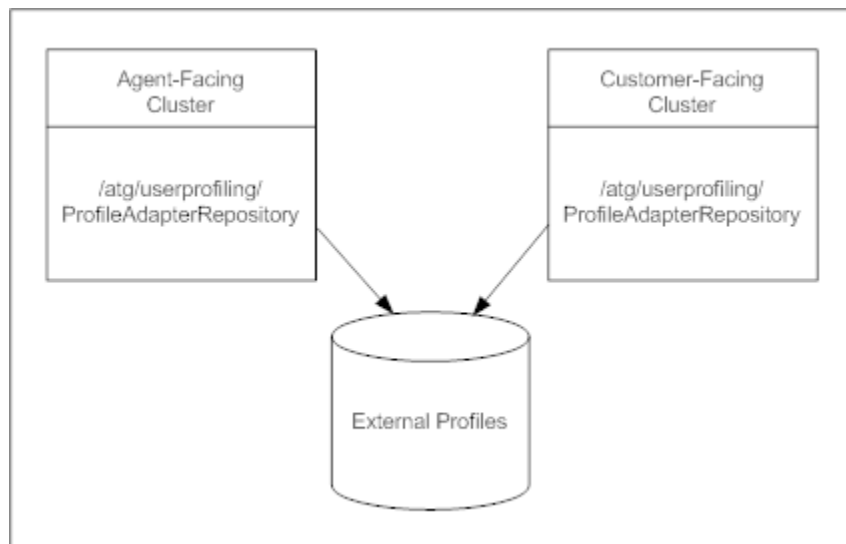 Agent-Facing
Cluster
/atg/userprofiling/
ProfileAdapterRepository
Customer-Facing
Cluster
/atg/userprofiling/
ProfileAdapterRepository
External Profiles